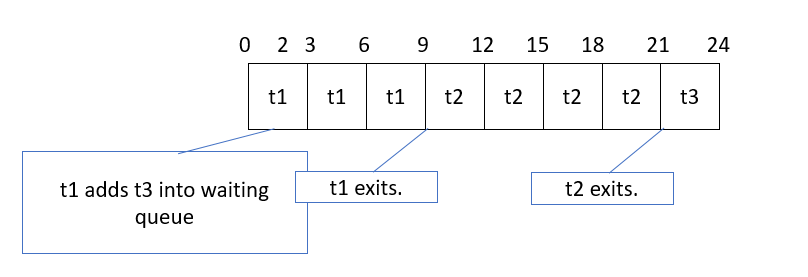 0 2 3 6 9 12 15 18 21 24
t1 t1 t1 t2 t2 t2 t2 t3
t1 adds t3 into waiting
queue
t1 exits.
t2 exits.